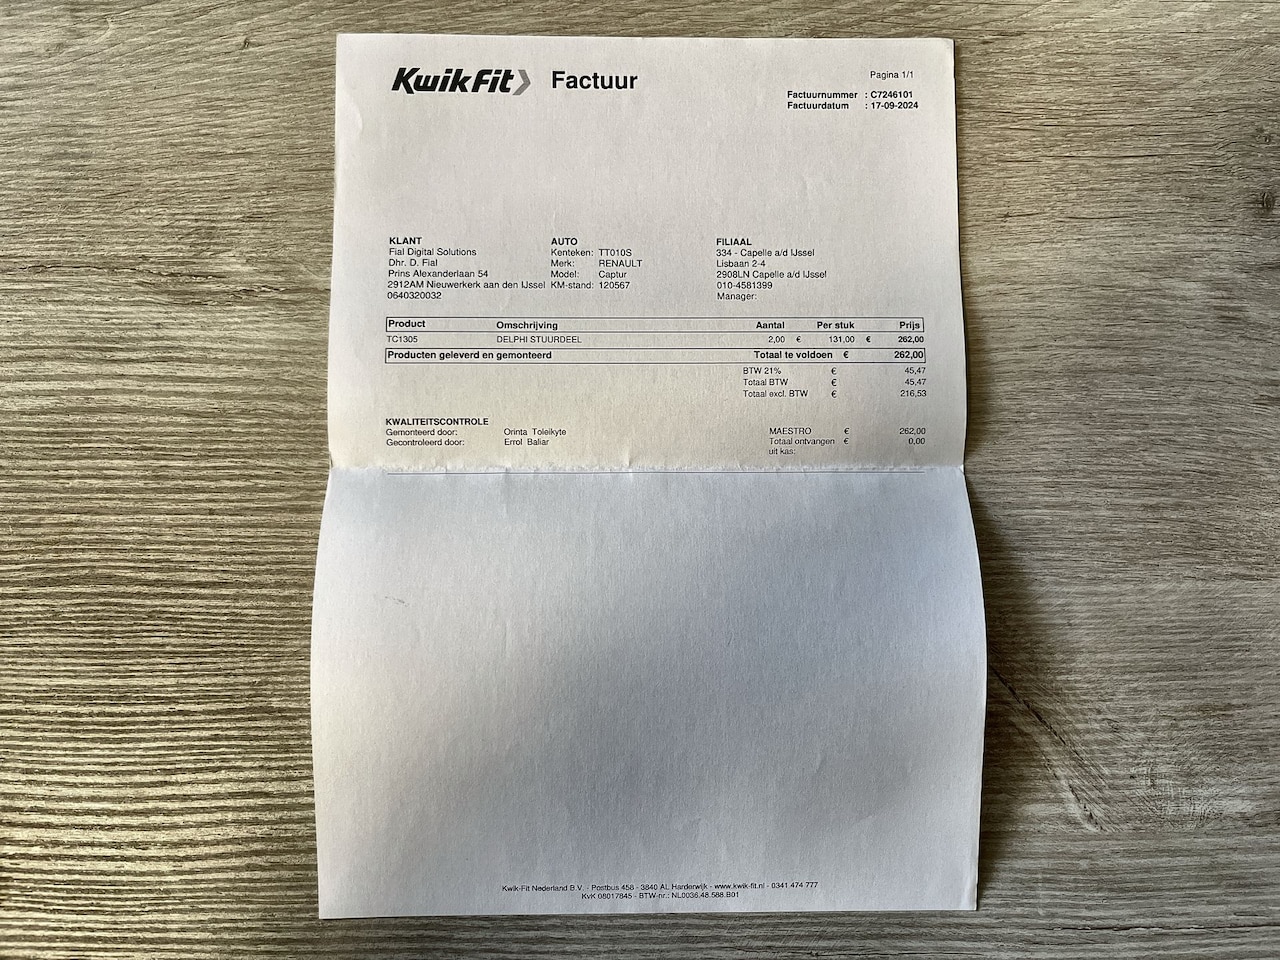 KwikFit Factuur
Pagina 1/1
Factuurnummer : C7246101
Factuurdatum : 17-09-2024
KLANT
Fial Digital Solutions
Dhr. D. Fial
Prins Alexanderlaan 54
2912AM Nieuwerkerk aan den IJssel
0640320032
AUTO
Kenteken: TT010S
Merk: RENAULT
Model: Captur
KM-stand: 120567
FILIAAL
334 - Capelle a/d IJssel
Lisbaan 2-4
2908LN Capelle a/d IJssel
010-4581399
Manager:
Product Omschrijving Aantal Per stuk Prijs
TC1305 DELPHI STUURDEEL 2,00 € 131,00 € 262,00
Producten geleverd en gemonteerd Totaal te voldoen € 262,00
BTW 21% € 45,47
Totaal BTW € 45,47
Totaal excl. BTW € 216,53
KWALITEITSCONTROLE
Gemonteerd door: Orinta Toleikyte
Gecontroleerd door: Errol Baliar
MAESTRO € 262,00
Totaal ontvangen € 0,00
uit kas:
Kwik-Fit Nederland B.V. - Postbus 458 - 3840 AL Harderwijk - www.kwik-fit.nl - 0341 474 777
KvK 08017845 - BTW-nr.: NL0036.48.588.B01